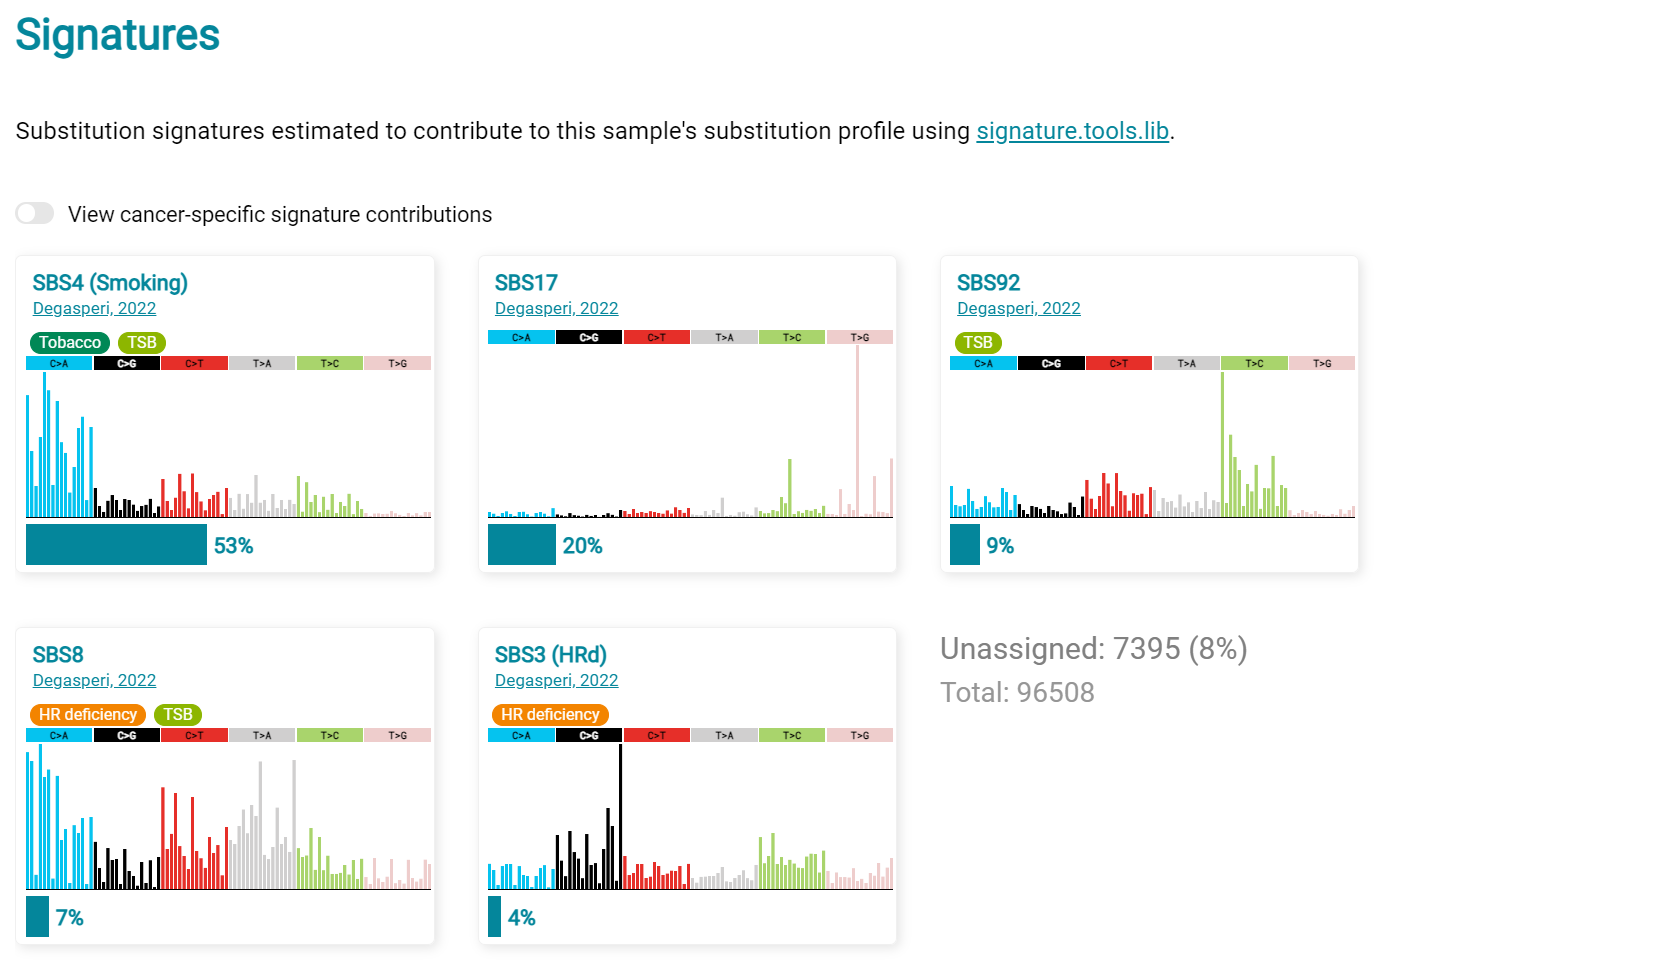 Signatures
Substitution signatures estimated to contribute to this sample's substitution profile using signature.tools.lib.
View cancer-specific signature contributions
SBS4 (Smoking)
Degasperi, 2022
Tobacco TSB
C>A C>G C>T T>A T>C T>G
53%
SBS17
Degasperi, 2022
C>A C>G C>T T>A T>C T>G
20%
SBS92
Degasperi, 2022
TSB
C>A C>G C>T T>A T>C T>G
9%
SBS8
Degasperi, 2022
HR deficiency TSB
C>A C>G C>T T>A T>C T>G
7%
SBS3 (HRd)
Degasperi, 2022
HR deficiency
C>A C>G C>T T>A T>C T>G
4%
Unassigned: 7395 (8%)
Total: 96508